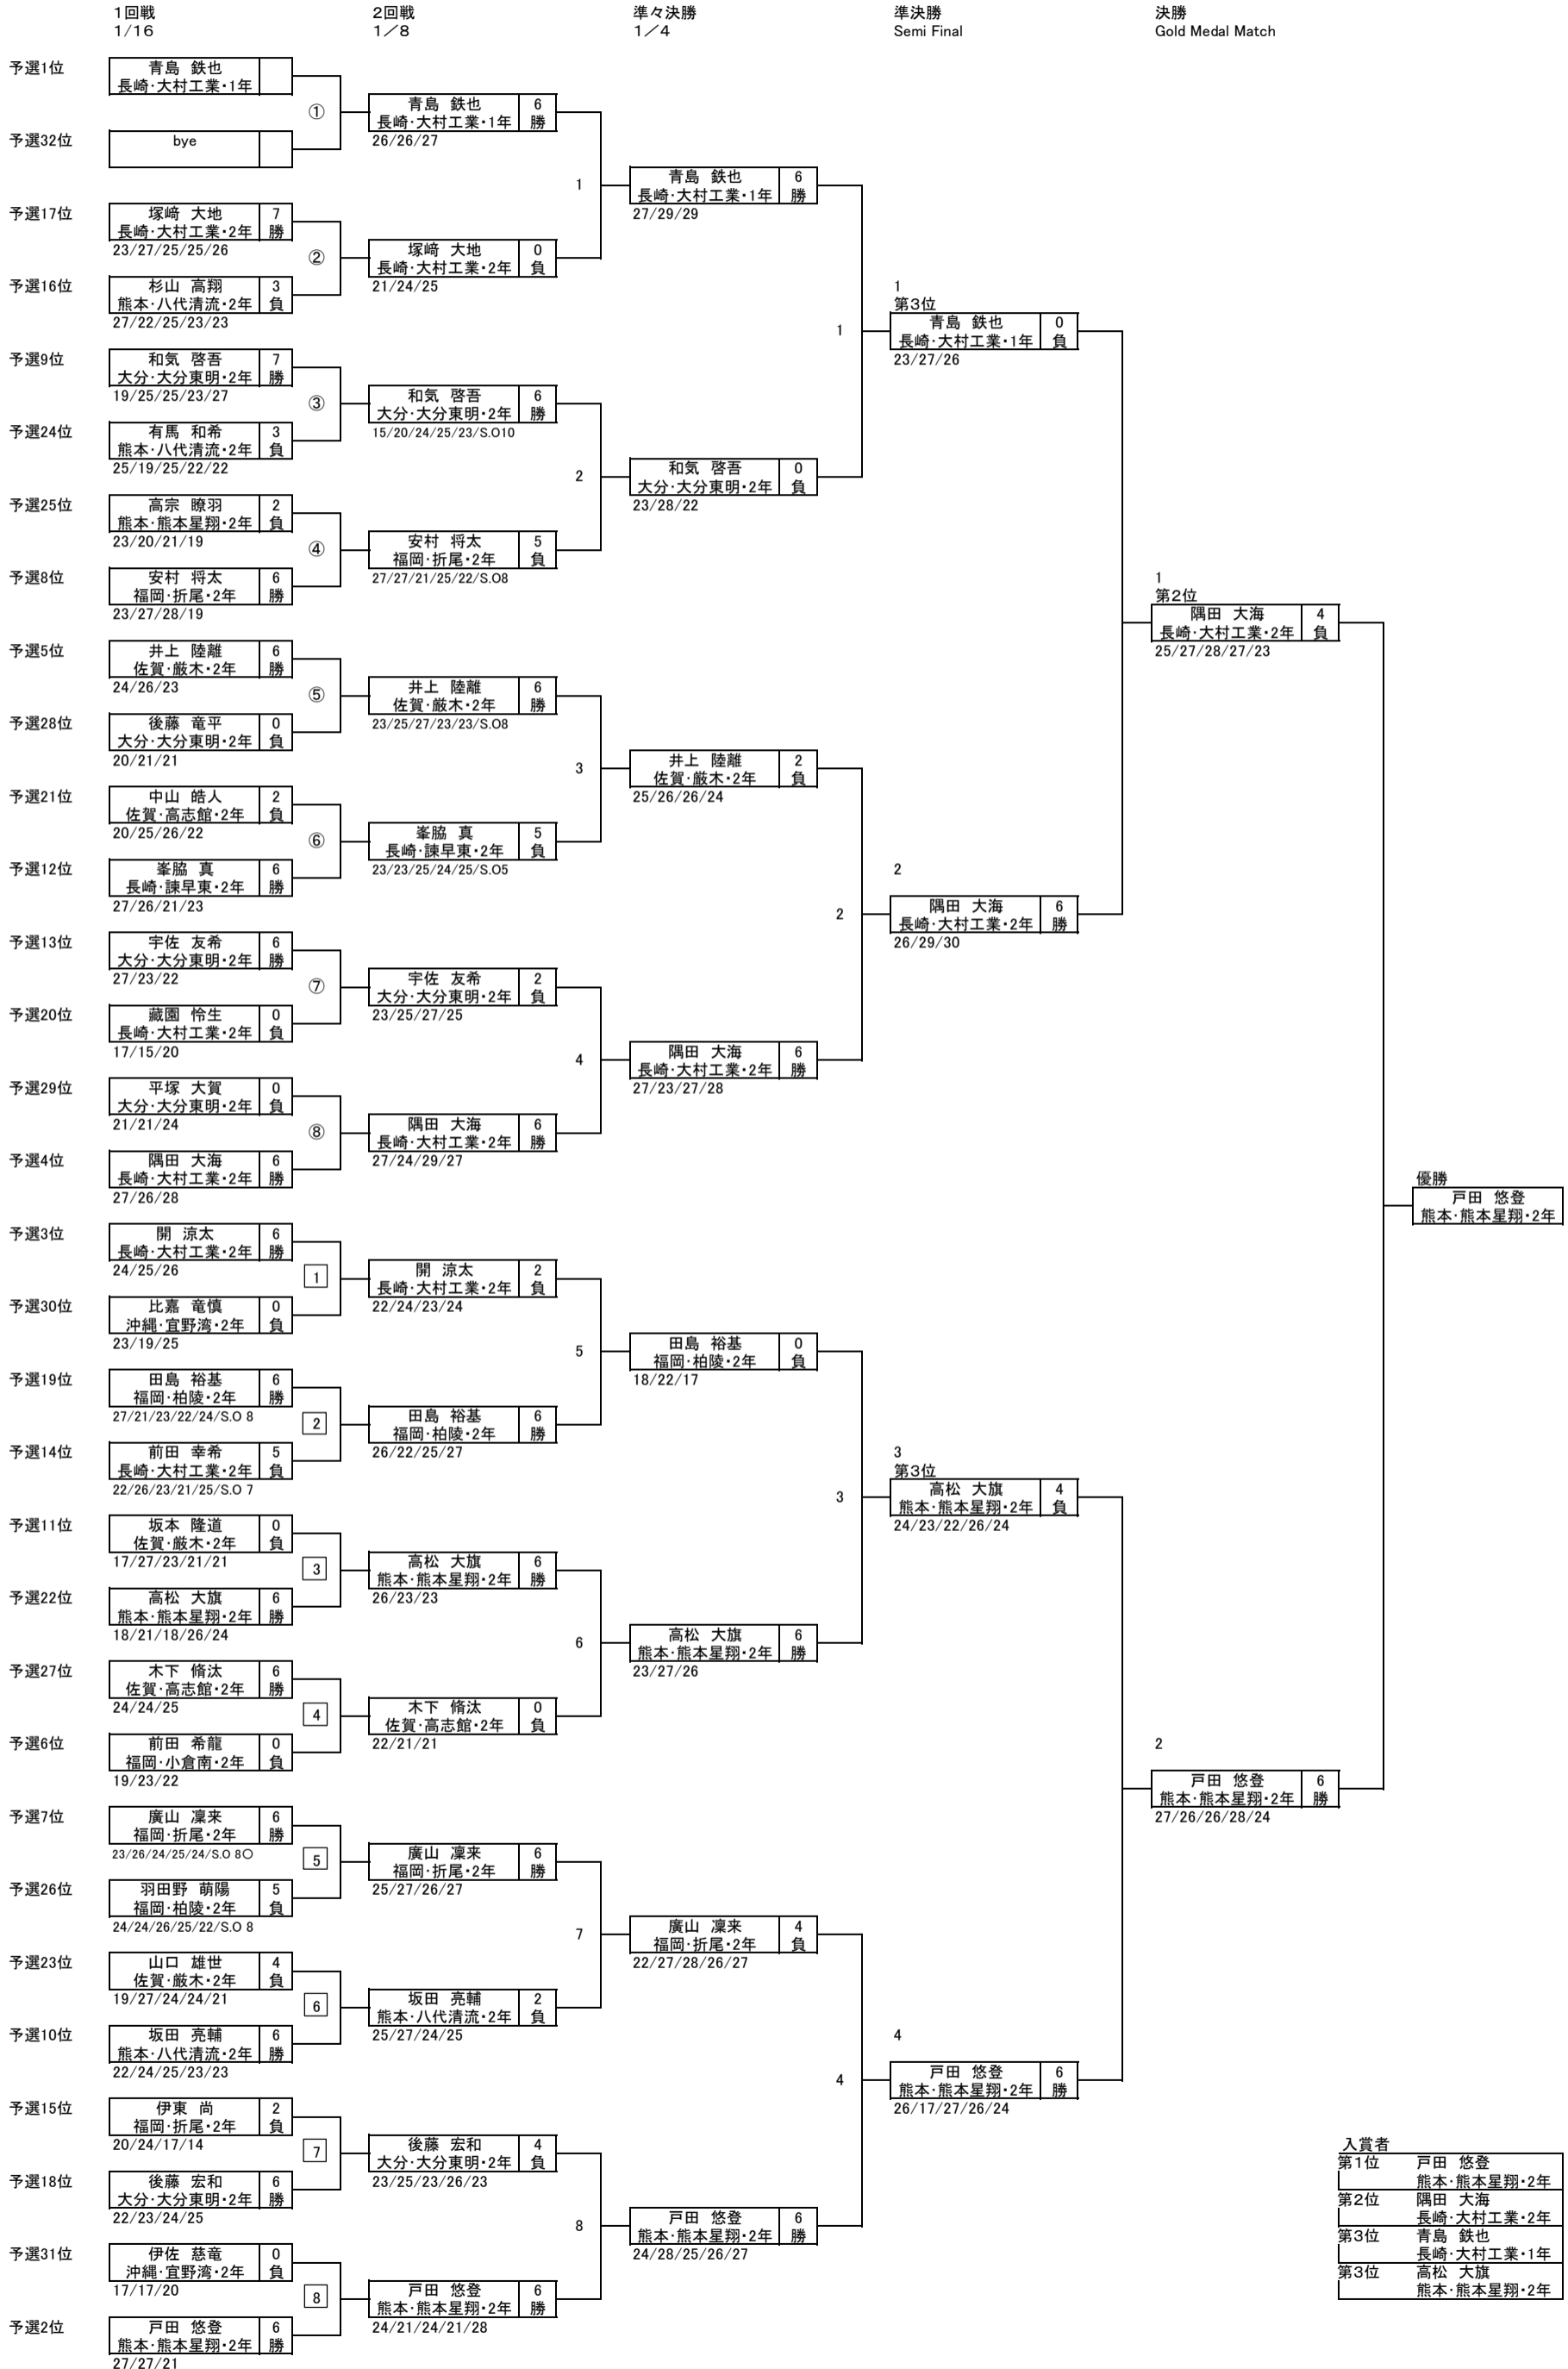 1回戦
1/16
2回戦
1／8
準々決勝
1／4
準決勝
Semi Final
決勝
Gold Medal Match
予選1位
青島 鉄也
長崎・大村工業・1年
①
予選32位
bye
青島 鉄也 6
長崎・大村工業・1年 勝
26/26/27
1
予選17位
塚﨑 大地 7
長崎・大村工業・2年 勝
23/27/25/25/26
②
予選16位
杉山 高翔 3
熊本・八代清流・2年 負
27/22/25/23/23
塚﨑 大地 0
長崎・大村工業・2年 負
21/24/25
青島 鉄也 6
長崎・大村工業・1年 勝
27/29/29
1
予選9位
和気 啓吾 7
大分・大分東明・2年 勝
19/25/25/23/27
③
予選24位
有馬 和希 3
熊本・八代清流・2年 負
25/19/25/22/22
和気 啓吾 6
大分・大分東明・2年 勝
15/20/24/25/23/S.O10
2
予選25位
高宗 瞭羽 2
熊本・熊本星翔・2年 負
23/20/21/19
④
予選8位
安村 将太 6
福岡・折尾・2年 勝
23/27/28/19
安村 将太 5
福岡・折尾・2年 負
27/27/21/25/22/S.O8
和気 啓吾 0
大分・大分東明・2年 負
23/28/22
1
第3位
青島 鉄也 0
長崎・大村工業・1年 負
23/27/26
予選5位
井上 陸離 6
佐賀・厳木・2年 勝
24/26/23
⑤
予選28位
後藤 竜平 0
大分・大分東明・2年 負
20/21/21
井上 陸離 6
佐賀・厳木・2年 勝
23/25/27/23/23/S.O8
3
予選21位
中山 皓人 2
佐賀・高志館・2年 負
20/25/26/22
⑥
予選12位
峯脇 真 6
長崎・諫早東・2年 勝
27/26/21/23
峯脇 真 5
長崎・諫早東・2年 負
23/23/25/24/25/S.O5
井上 陸離 2
佐賀・厳木・2年 負
25/26/26/24
2
予選13位
宇佐 友希 6
大分・大分東明・2年 勝
27/23/22
⑦
予選20位
藏園 怜生 0
長崎・大村工業・2年 負
17/15/20
宇佐 友希 2
大分・大分東明・2年 負
23/25/27/25
4
予選29位
平塚 大賀 0
大分・大分東明・2年 負
21/21/24
⑧
予選4位
隅田 大海 6
長崎・大村工業・2年 勝
27/26/28
隅田 大海 6
長崎・大村工業・2年 勝
27/24/29/27
隅田 大海 6
長崎・大村工業・2年 勝
27/23/27/28
2
隅田 大海 6
長崎・大村工業・2年 勝
26/29/30
1
第2位
隅田 大海 4
長崎・大村工業・2年 負
25/27/28/27/23
優勝
戸田 悠登
熊本・熊本星翔・2年
予選3位
開 涼太 6
長崎・大村工業・2年 勝
24/25/26
1
予選30位
比嘉 竜慎 0
沖縄・宜野湾・2年 負
23/19/25
開 涼太 2
長崎・大村工業・2年 負
22/24/23/24
5
予選19位
田島 裕基 6
福岡・柏陵・2年 勝
27/21/23/22/24/S.O 8
2
予選14位
前田 幸希 5
長崎・大村工業・2年 負
22/26/23/21/25/S.O 7
田島 裕基 6
福岡・柏陵・2年 勝
26/22/25/27
田島 裕基 0
福岡・柏陵・2年 負
18/22/17
3
予選11位
坂本 隆道 0
佐賀・厳木・2年 負
17/27/23/21/21
3
予選22位
高松 大旗 6
熊本・熊本星翔・2年 勝
18/21/18/26/24
高松 大旗 6
熊本・熊本星翔・2年 勝
26/23/23
6
予選27位
木下 脩汰 6
佐賀・高志館・2年 勝
24/24/25
4
予選6位
前田 希龍 0
福岡・小倉南・2年 負
19/23/22
木下 脩汰 0
佐賀・高志館・2年 負
22/21/21
高松 大旗 6
熊本・熊本星翔・2年 勝
23/27/26
3
第3位
高松 大旗 4
熊本・熊本星翔・2年 負
24/23/22/26/24
予選7位
廣山 凜来 6
福岡・折尾・2年 勝
23/26/24/25/24/S.O 8〇
5
予選26位
羽田野 萌陽 5
福岡・柏陵・2年 負
24/24/26/25/22/S.O 8
廣山 凜来 6
福岡・折尾・2年 勝
25/27/26/27
7
予選23位
山口 雄世 4
佐賀・厳木・2年 負
19/27/24/24/21
6
予選10位
坂田 亮輔 6
熊本・八代清流・2年 勝
22/24/25/23/23
坂田 亮輔 2
熊本・八代清流・2年 負
25/27/24/25
廣山 凜来 4
福岡・折尾・2年 負
22/27/28/26/27
4
予選15位
伊東 尚 2
福岡・折尾・2年 負
20/24/17/14
7
予選18位
後藤 宏和 6
大分・大分東明・2年 勝
22/23/24/25
後藤 宏和 4
大分・大分東明・2年 負
23/25/23/26/23
8
予選31位
伊佐 慈竜 0
沖縄・宜野湾・2年 負
17/17/20
8
予選2位
戸田 悠登 6
熊本・熊本星翔・2年 勝
27/27/21
戸田 悠登 6
熊本・熊本星翔・2年 勝
24/21/24/21/28
戸田 悠登 6
熊本・熊本星翔・2年 勝
24/28/25/26/27
4
戸田 悠登 6
熊本・熊本星翔・2年 勝
26/17/27/26/24
2
戸田 悠登 6
熊本・熊本星翔・2年 勝
27/26/26/28/24
入賞者
第1位 戸田 悠登
熊本・熊本星翔・2年
第2位 隅田 大海
長崎・大村工業・2年
第3位 青島 鉄也
長崎・大村工業・1年
第3位 高松 大旗
熊本・熊本星翔・2年